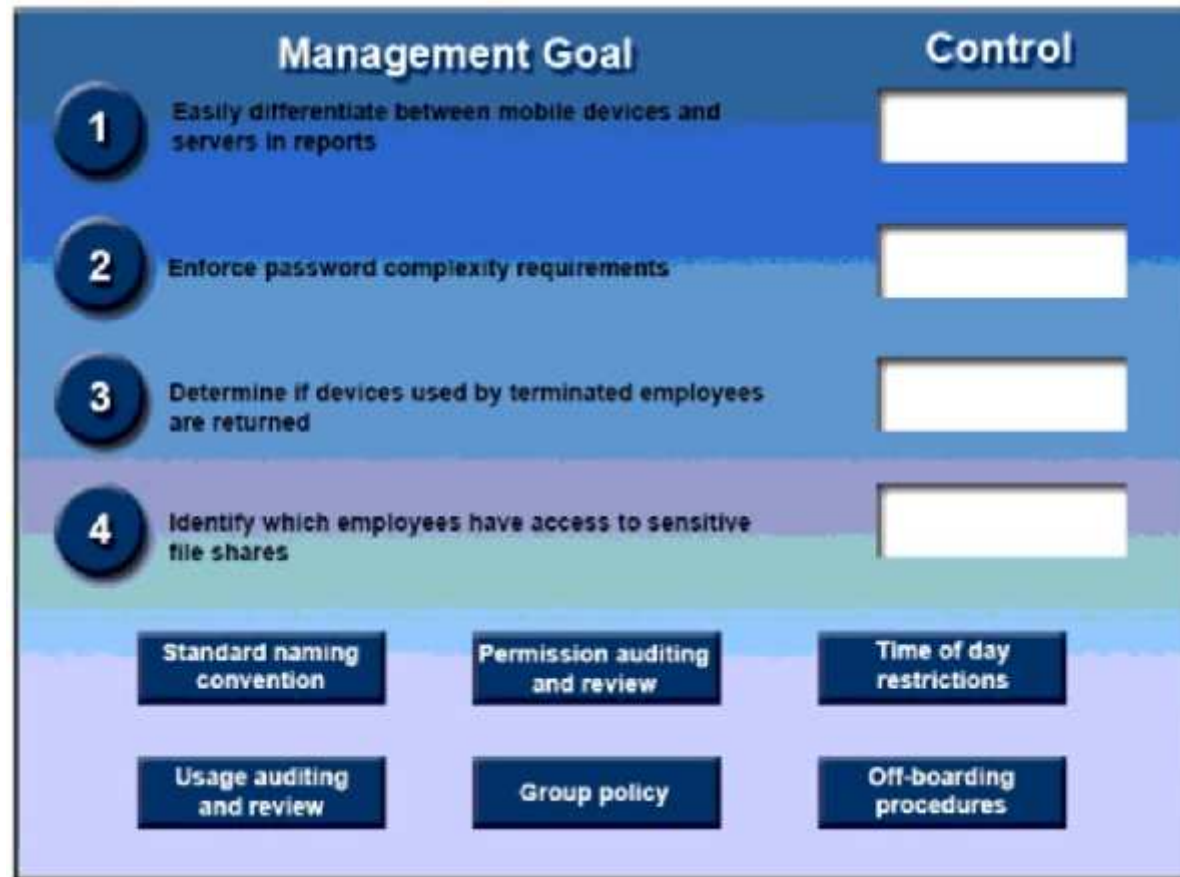 Management Goal
Control
1
Easily differentiate between mobile devices and
servers in reports
2
Enforce password complexity requirements
3
Determine if devices used by terminated employees
are returned
4
Identify which employees have access to sensitive
file shares
Standard naming
convention
Permission auditing
and review
Time of day
restrictions
Usage auditing
and review
Group policy
Off-boarding
procedures